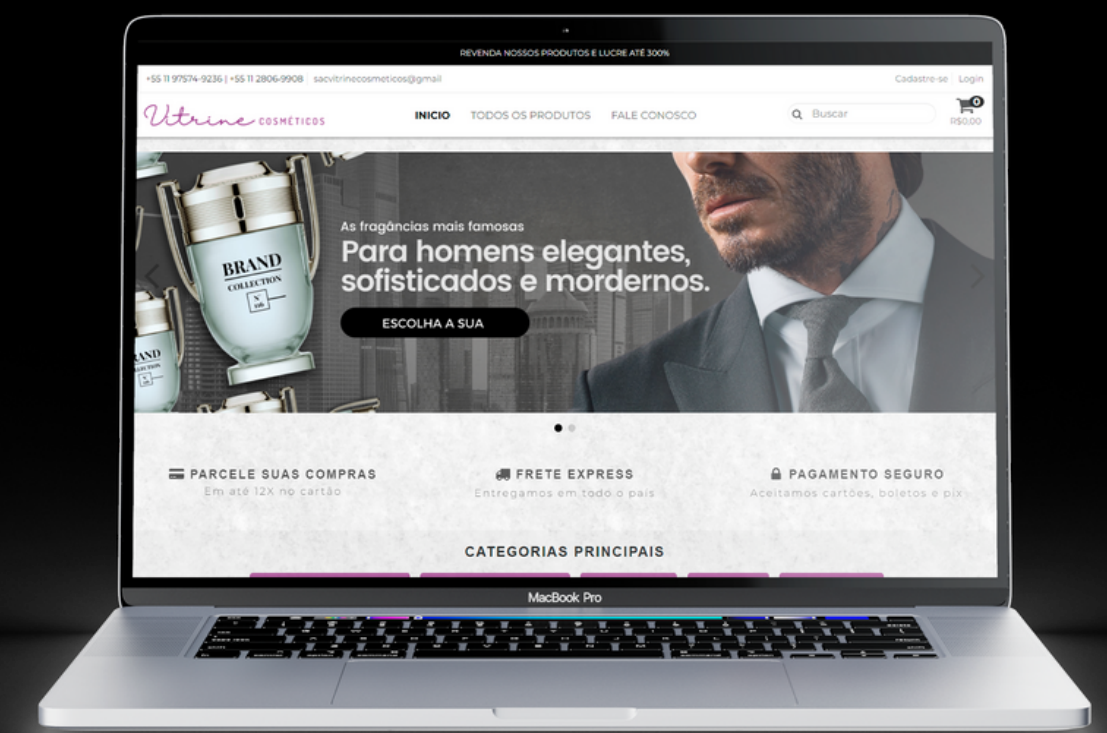 REVENDA NOSSOS PRODUTOS E LUCRE ATÉ 300%
+55 11 97574-9236 | +55 11 2806-9908 sacvitrinecosmeticos@gmail
Cadastre-se Login
Vitrine COSMÉTICOS
INICIO TODOS OS PRODUTOS FALE CONOSCO
Buscar
0
R$0,00
BRAND
COLLECTION
N°
116
RAND
As fragâncias mais famosas
Para homens elegantes,
sofisticados e mordernos.
ESCOLHA A SUA
PARCELE SUAS COMPRAS
Em até 12X no cartão
FRETE EXPRESS
Entregamos em todo o país
PAGAMENTO SEGURO
Aceitamos cartões, boletos e pix
CATEGORIAS PRINCIPAIS
MacBook Pro